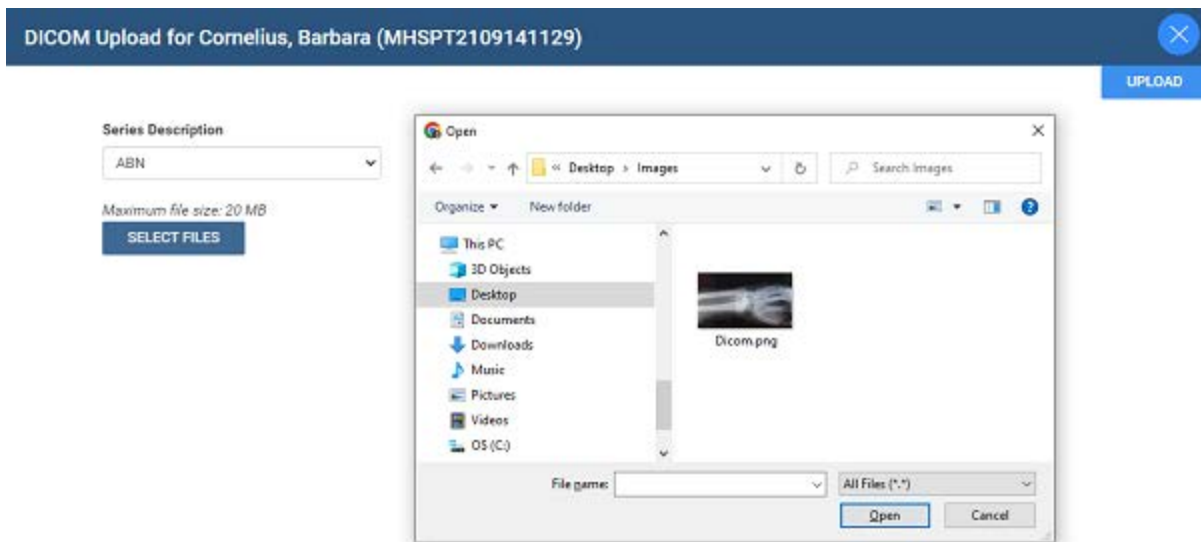 DICOM Upload for Cornelius, Barbara (MHSPT2109141129)
UPLOAD
Series Description
ABN
Maximum file size: 20 MB
SELECT FILES
Open
« Desktop › Images
Search Images
Organize
New folder
This PC
3D Objects
Desktop
Documents
Downloads
Music
Pictures
Videos
OS (C:)
Dicom.png
File name:
All Files (*.*)
Open
Cancel